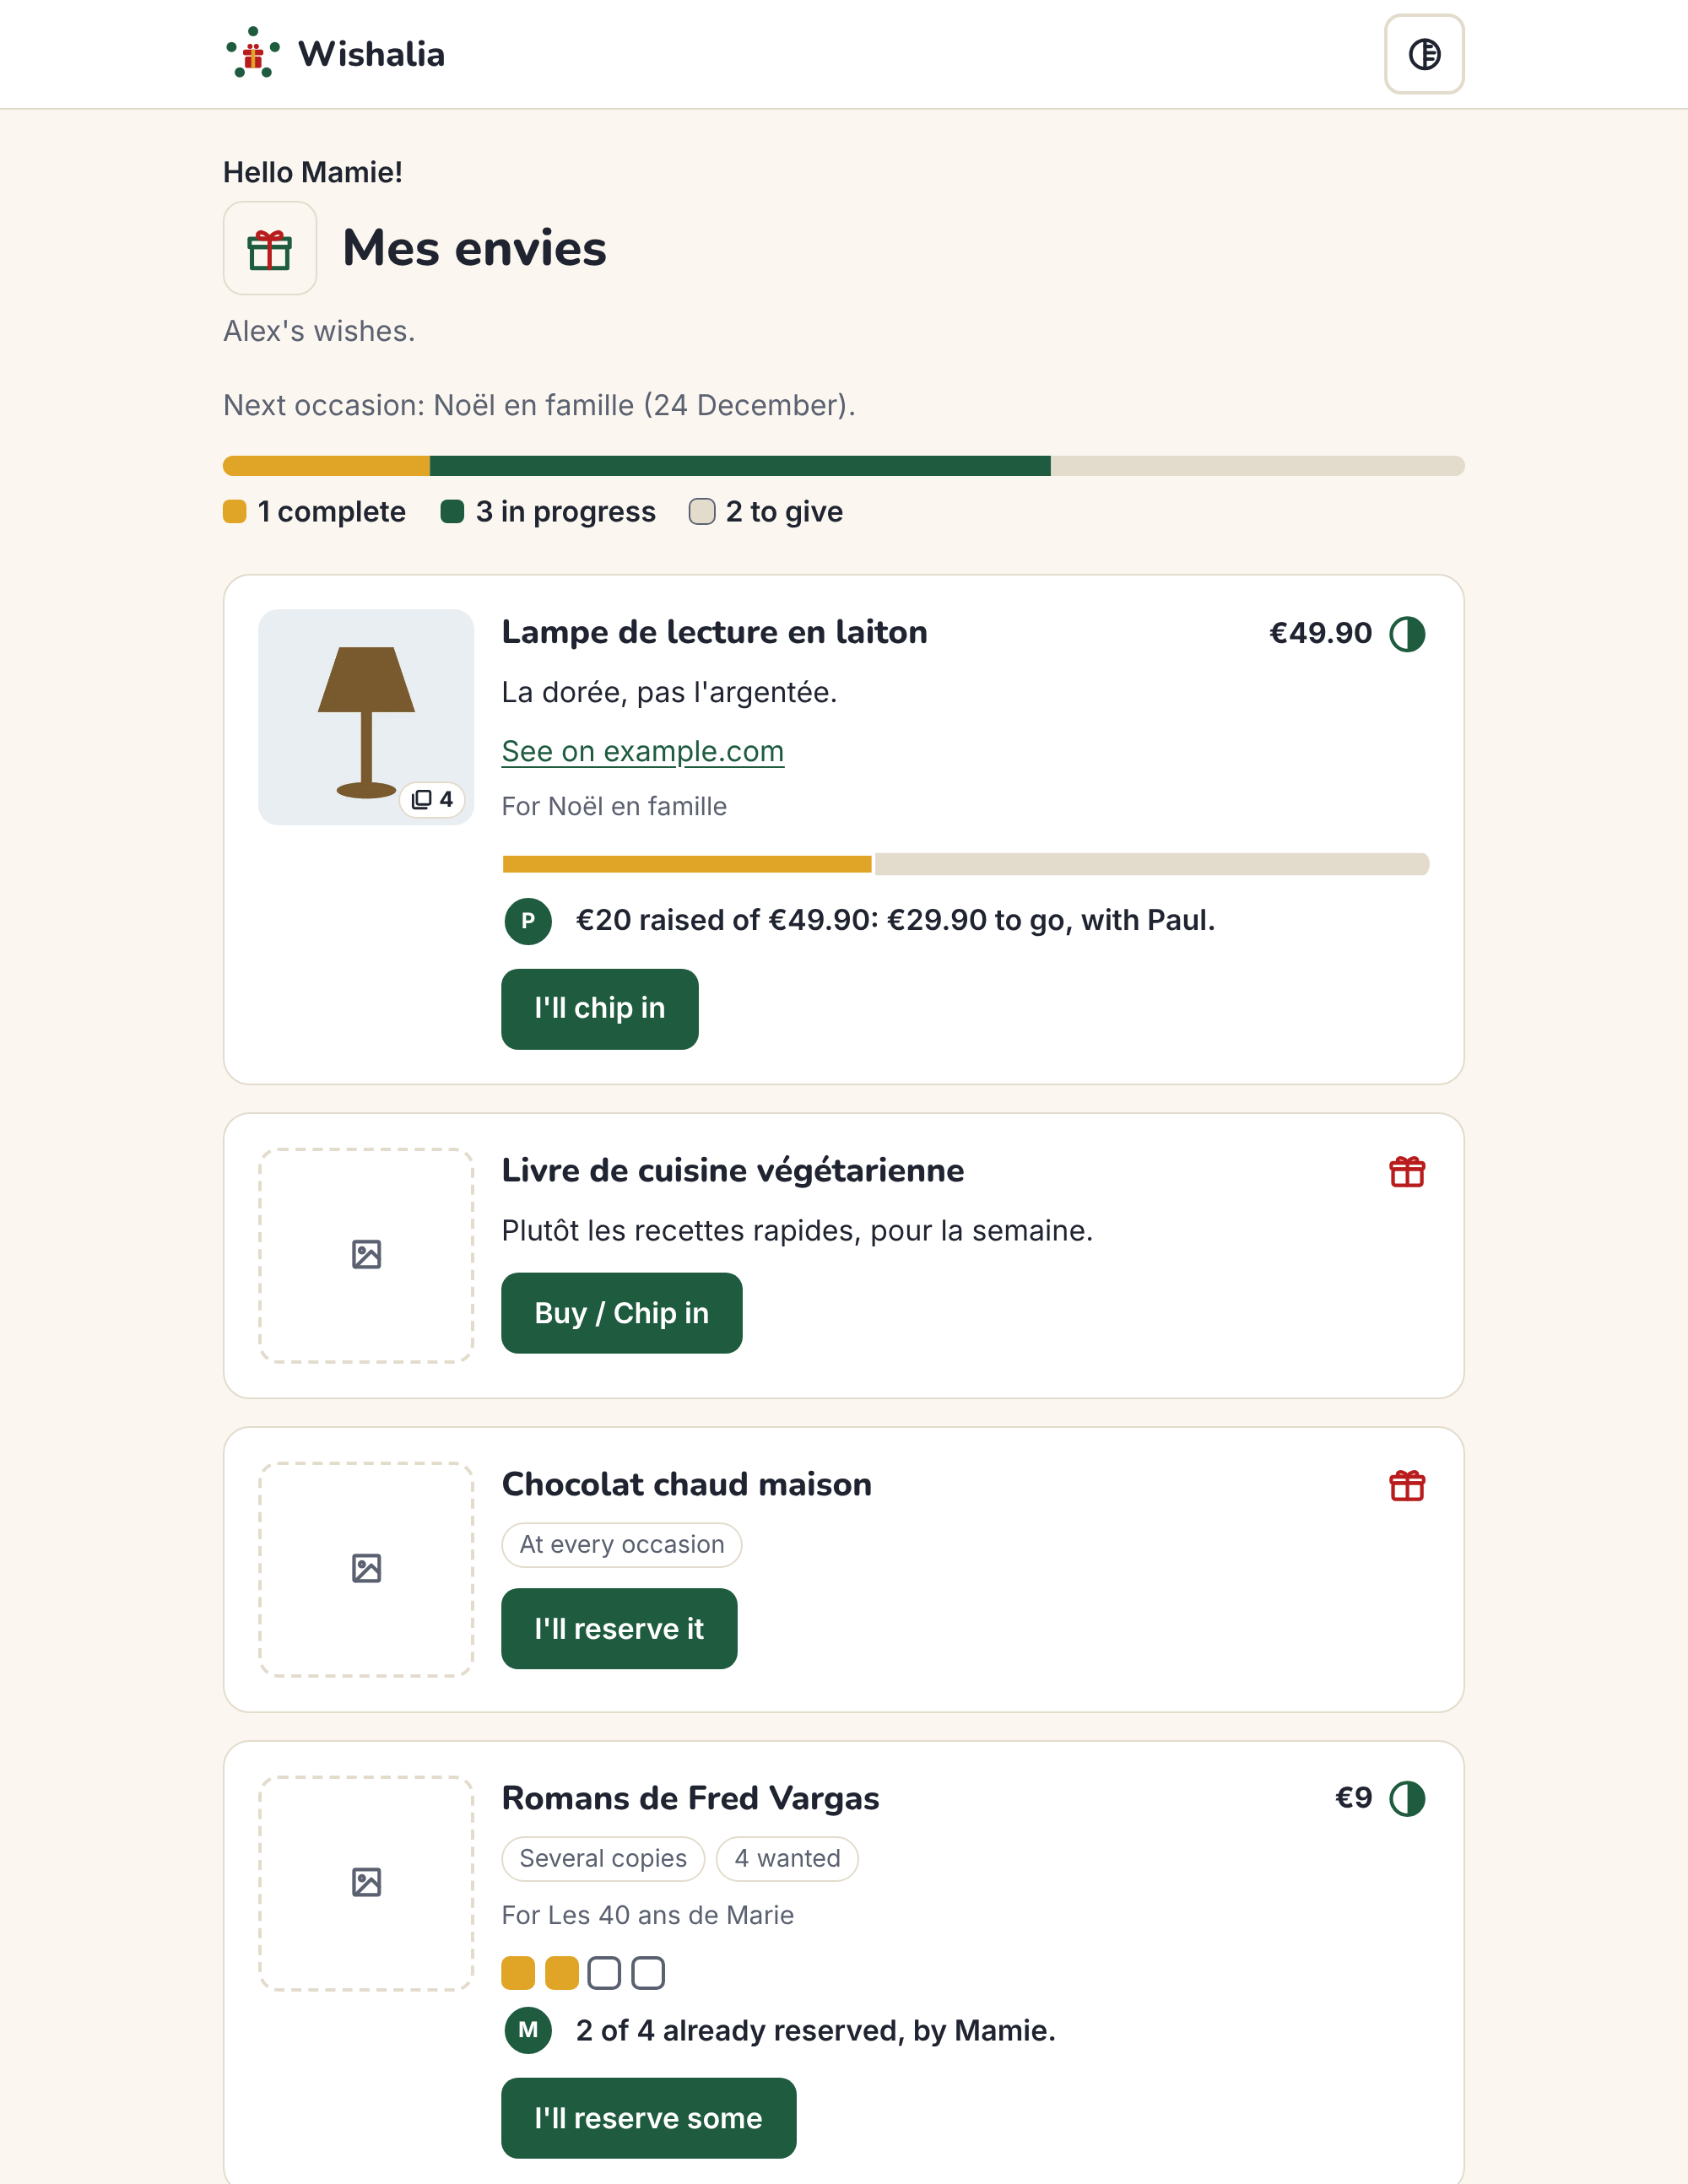 Wishalia
Hello Mamie!
Mes envies
Alex's wishes.
Next occasion: Noël en famille (24 December).
1 complete
3 in progress
2 to give
Lampe de lecture en laiton
€49.90
La dorée, pas l'argentée.
See on example.com
4
For Noël en famille
P
€20 raised of €49.90: €29.90 to go, with Paul.
I'll chip in
Livre de cuisine végétarienne
Plutôt les recettes rapides, pour la semaine.
Buy / Chip in
Chocolat chaud maison
At every occasion
I'll reserve it
Romans de Fred Vargas
€9
Several copies
4 wanted
For Les 40 ans de Marie
M
2 of 4 already reserved, by Mamie.
I'll reserve some